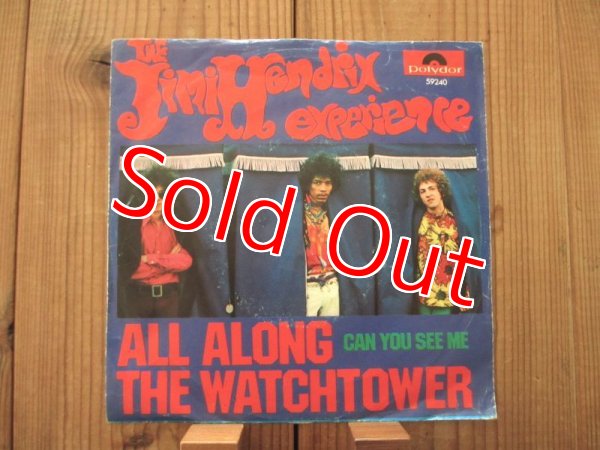 THE
Jimi Hendrix
experience
Polydor
59240
Sold Out
ALL ALONG
CAN YOU SEE ME
THE WATCHTOWER